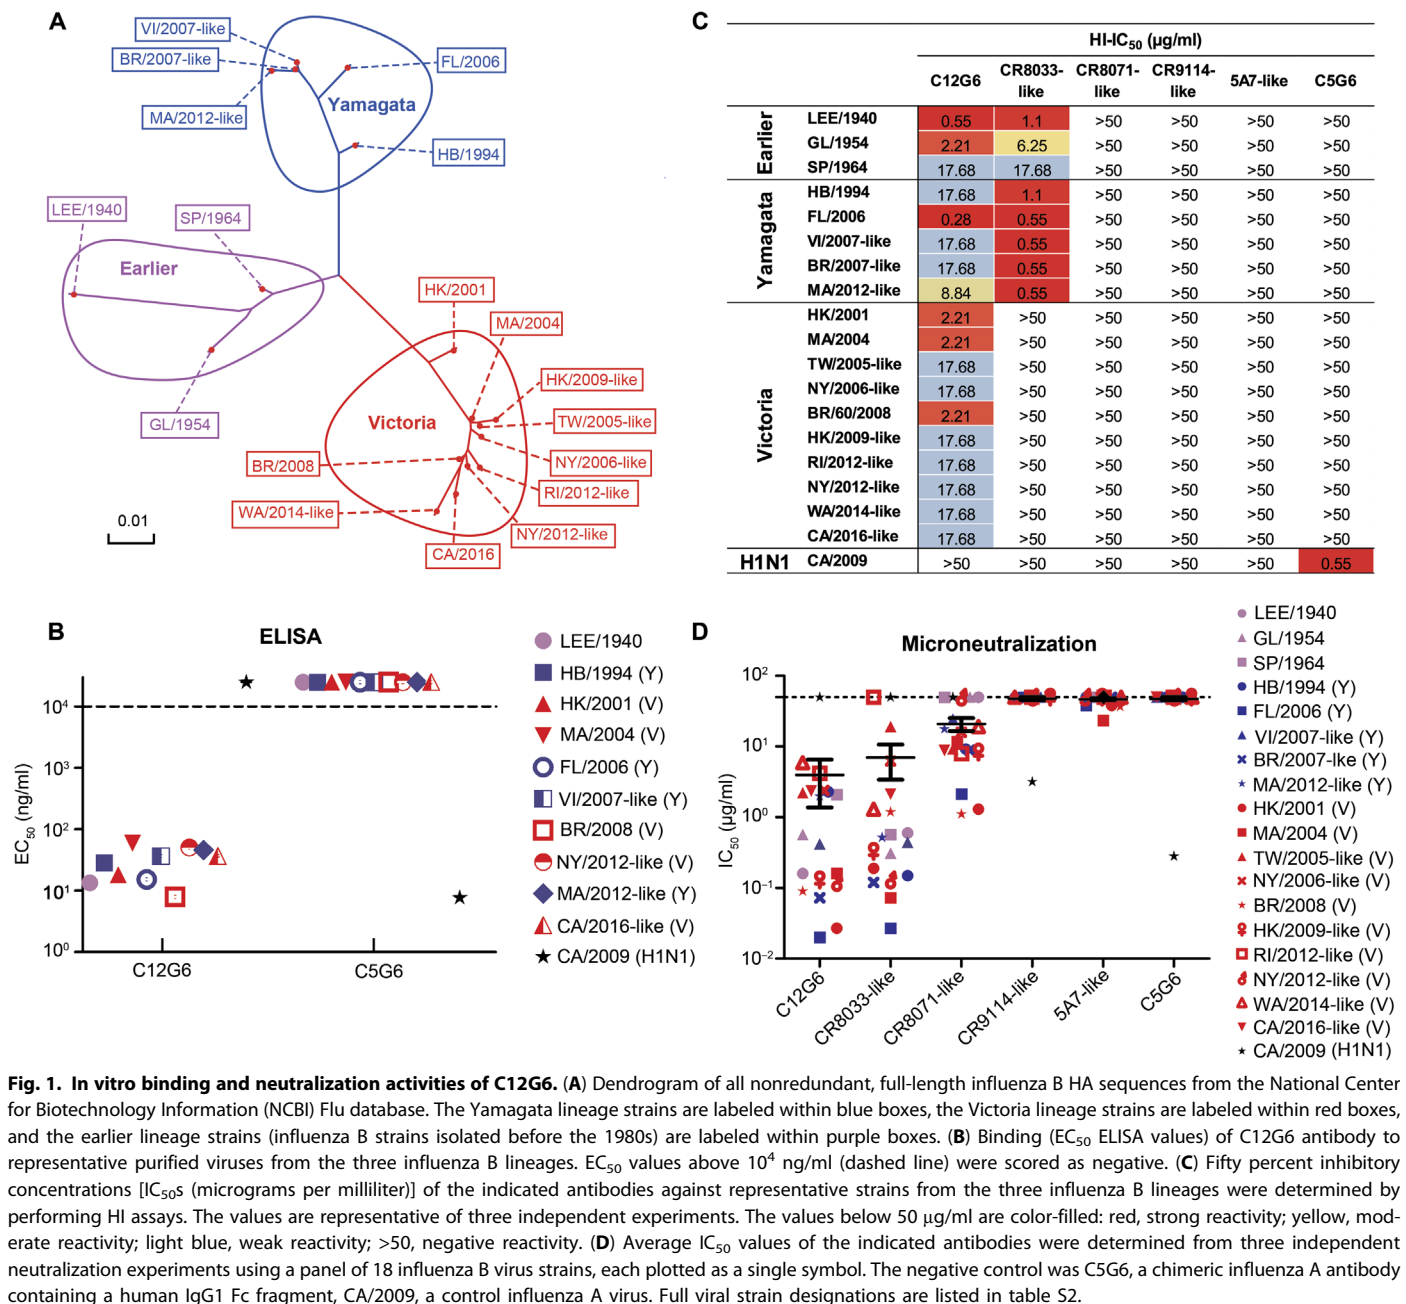 A
VI/2007-like
BR/2007-like
MA/2012-like
FL/2006
Yamagata
HB/1994
LEE/1940
SP/1964
Earlier
GL/1954
HK/2001
MA/2004
HK/2009-like
TW/2005-like
NY/2006-like
RI/2012-like
NY/2012-like
Victoria
BR/2008
WA/2014-like
CA/2016
0.01
C
HI-IC50 (µg/ml)
C12G6 CR8033-like CR8071-like CR9114-like 5A7-like C5G6
Earlier
LEE/1940 0.55 1.1 >50 >50 >50 >50
GL/1954 2.21 6.25 >50 >50 >50 >50
SP/1964 17.68 17.68 >50 >50 >50 >50
Yamagata
HB/1994 17.68 1.1 >50 >50 >50 >50
FL/2006 0.28 0.55 >50 >50 >50 >50
VI/2007-like 17.68 0.55 >50 >50 >50 >50
BR/2007-like 17.68 0.55 >50 >50 >50 >50
MA/2012-like 8.84 0.55 >50 >50 >50 >50
Victoria
HK/2001 2.21 >50 >50 >50 >50 >50
MA/2004 2.21 >50 >50 >50 >50 >50
TW/2005-like 17.68 >50 >50 >50 >50 >50
NY/2006-like 17.68 >50 >50 >50 >50 >50
BR/60/2008 2.21 >50 >50 >50 >50 >50
HK/2009-like 17.68 >50 >50 >50 >50 >50
RI/2012-like 17.68 >50 >50 >50 >50 >50
NY/2012-like 17.68 >50 >50 >50 >50 >50
WA/2014-like 17.68 >50 >50 >50 >50 >50
CA/2016-like 17.68 >50 >50 >50 >50 >50
H1N1 CA/2009 >50 >50 >50 >50 >50 0.55
B
ELISA
EC50 (ng/ml)
10^4
10^3
10^2
10^1
10^0
C12G6 C5G6
LEE/1940
HB/1994 (Y)
HK/2001 (V)
MA/2004 (V)
FL/2006 (Y)
VI/2007-like (Y)
BR/2008 (V)
NY/2012-like (V)
MA/2012-like (Y)
CA/2016-like (V)
CA/2009 (H1N1)
D
Microneutralization
IC50 (µg/ml)
10^2
10^1
10^0
10^−1
10^−2
C12G6 CR8033-like CR8071-like CR9114-like 5A7-like C5G6
LEE/1940
GL/1954
SP/1964
HB/1994 (Y)
FL/2006 (Y)
VI/2007-like (Y)
BR/2007-lke (Y)
MA/2012-like (Y)
HK/2001 (V)
MA/2004 (V)
TW/2005-like (V)
NY/2006-like (V)
BR/2008 (V)
HK/2009-like (V)
RI/2012-like (V)
NY/2012-like (V)
WA/2014-like (V)
CA/2016-like (V)
CA/2009 (H1N1)
Fig. 1. In vitro binding and neutralization activities of C12G6. (A) Dendrogram of all nonredundant, full-length influenza B HA sequences from the National Center
for Biotechnology Information (NCBI) Flu database. The Yamagata lineage strains are labeled within blue boxes, the Victoria lineage strains are labeled within red boxes,
and the earlier lineage strains (influenza B strains isolated before the 1980s) are labeled within purple boxes. (B) Binding (EC50 ELISA values) of C12G6 antibody to
representative purified viruses from the three influenza B lineages. EC50 values above 10^4 ng/ml (dashed line) were scored as negative. (C) Fifty percent inhibitory
concentrations [IC50s (micrograms per milliliter)] of the indicated antibodies against representative strains from the three influenza B lineages were determined by
performing HI assays. The values are representative of three independent experiments. The values below 50 µg/ml are color-filled: red, strong reactivity; yellow, mod-
erate reactivity; light blue, weak reactivity; >50, negative reactivity. (D) Average IC50 values of the indicated antibodies were determined from three independent
neutralization experiments using a panel of 18 influenza B virus strains, each plotted as a single symbol. The negative control was C5G6, a chimeric influenza A antibody
containing a human IgG1 Fc fragment, CA/2009, a control influenza A virus. Full viral strain designations are listed in table S2.